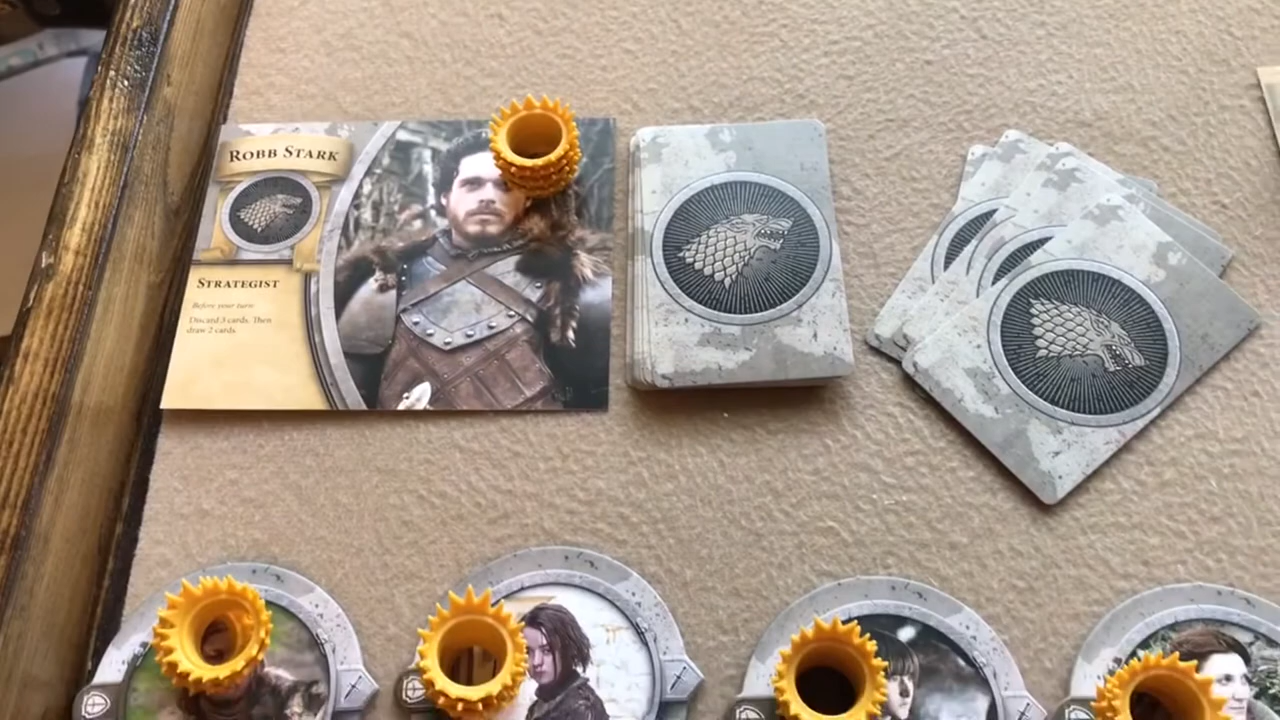 ROBB STARK
STRATEGIST
Before your turn:
Discard 3 cards. Then
draw 2 cards.